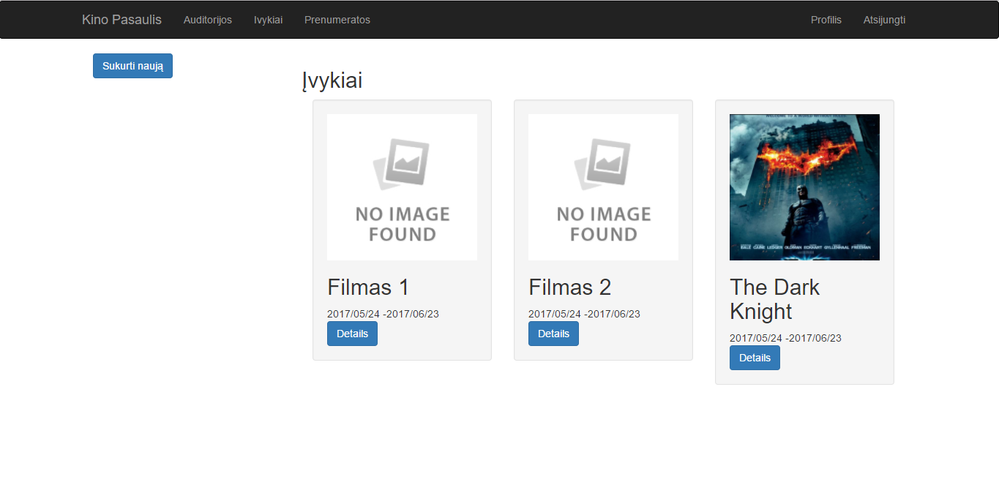 Kino Pasaulis Auditorijos Ivykiai Prenumeratos Profilis Atsijungti
Sukurti naują
Įvykiai
NO IMAGE
FOUND
Filmas 1
2017/05/24 -2017/06/23
Details
NO IMAGE
FOUND
Filmas 2
2017/05/24 -2017/06/23
Details
WELCOME TO A WORLD WITHOUT RULES
BALE CAINE LEDGER OLDMAN ECKHART GYLLENHAAL FREEMAN
The Dark
Knight
2017/05/24 -2017/06/23
Details